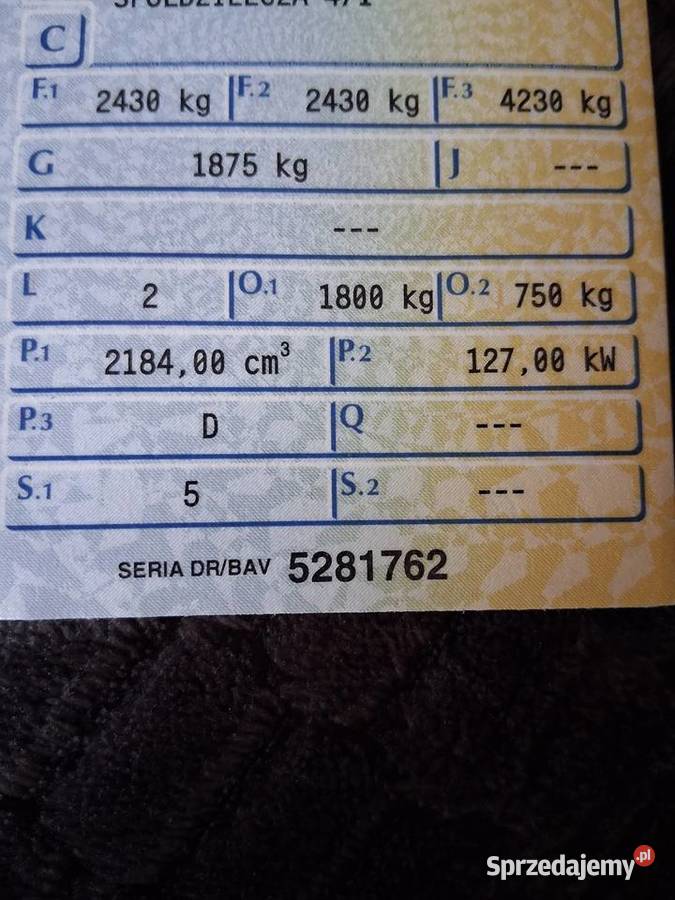 C
F.1 2430 kg F.2 2430 kg F.3 4230 kg
G 1875 kg J ---
K ---
L 2 O.1 1800 kg O.2 750 kg
P.1 2184,00 cm³ P.2 127,00 kW
P.3 D Q ---
S.1 5 S.2 ---
SERIA DR/BAV 5281762
Sprzedajemy.pl